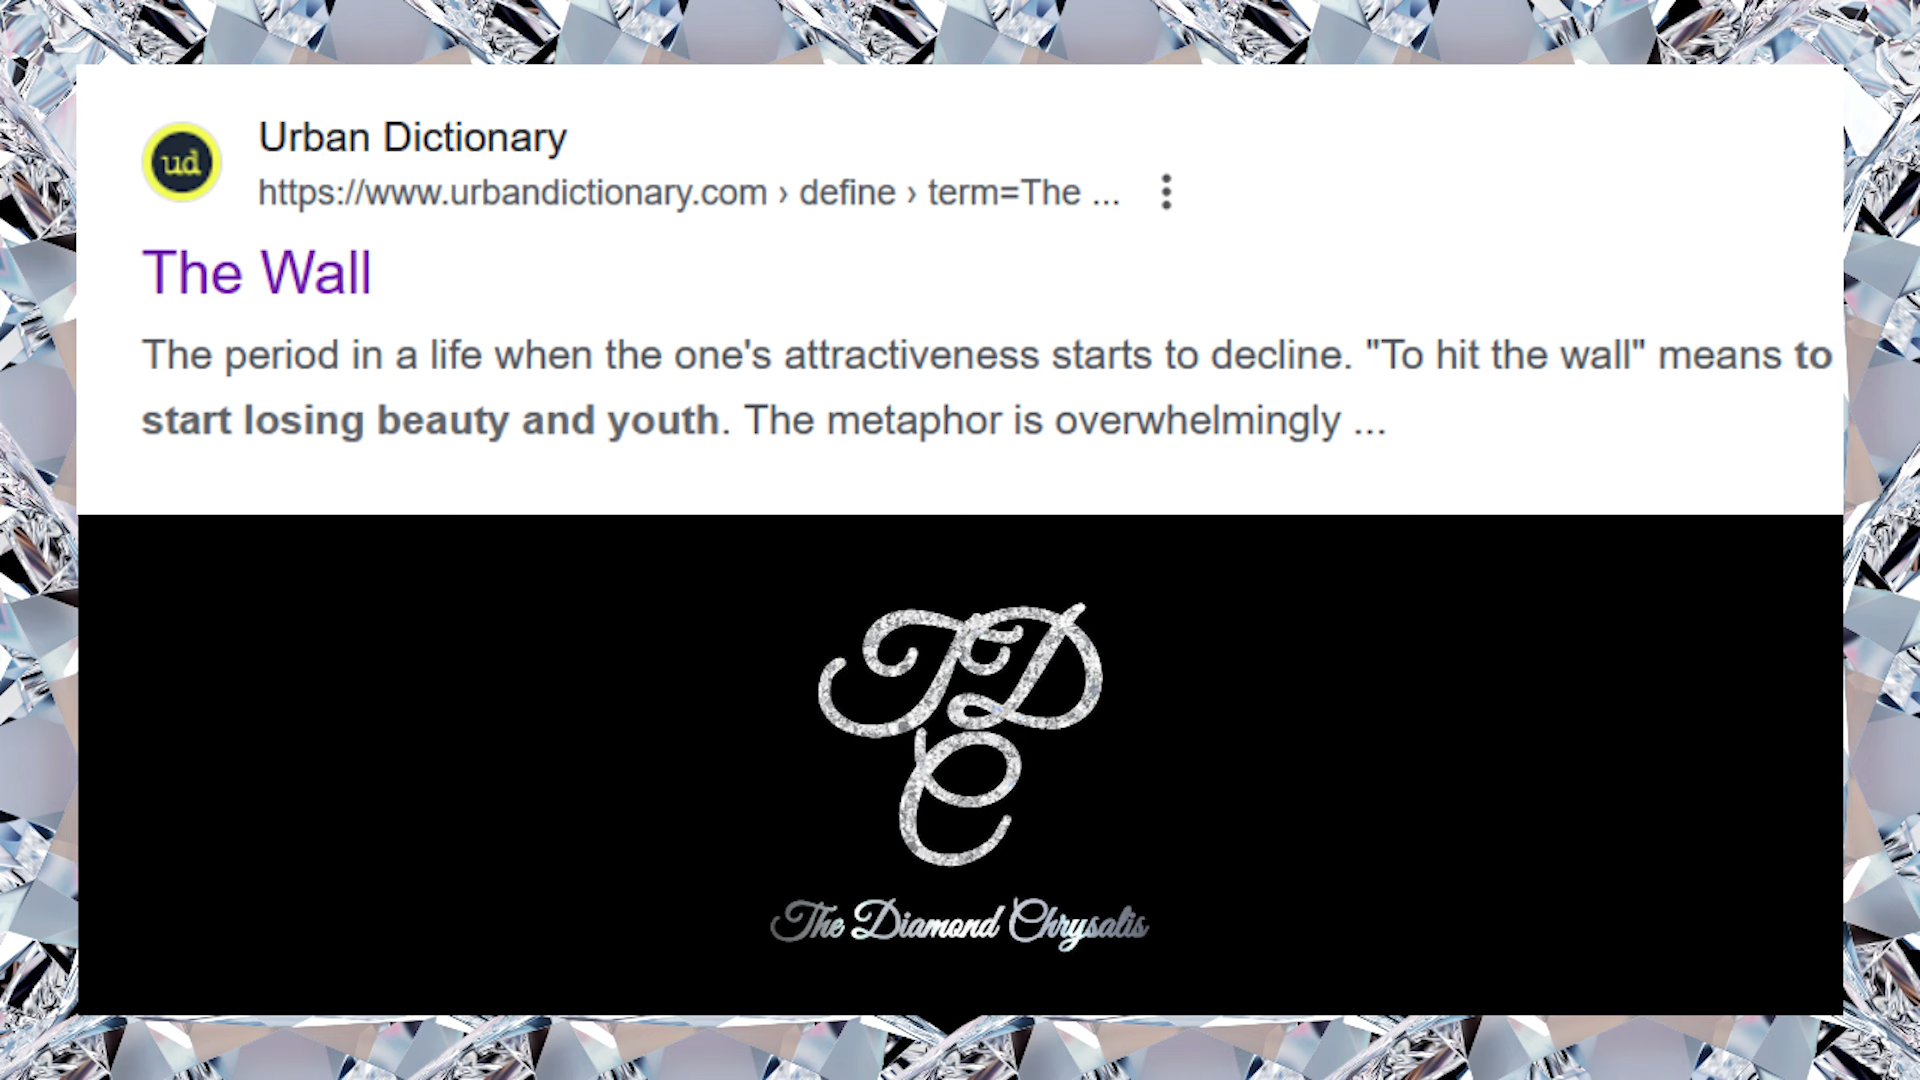 ud
Urban Dictionary
https://www.urbandictionary.com › define › term=The ...
The Wall
The period in a life when the one's attractiveness starts to decline. "To hit the wall" means to
start losing beauty and youth. The metaphor is overwhelmingly ...
TDC
The Diamond Chrysalis